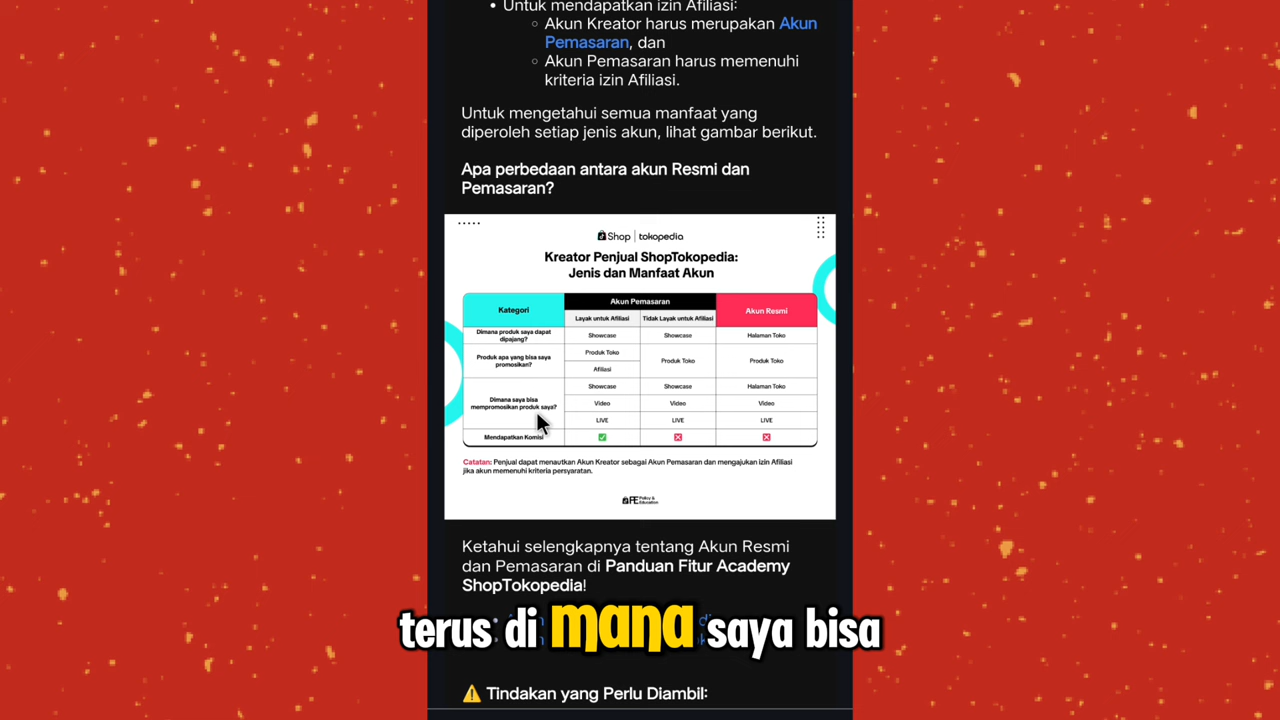 • Untuk mendapatkan izin Afiliasi:
○ Akun Kreator harus merupakan Akun
Pemasaran, dan
○ Akun Pemasaran harus memenuhi
kriteria izin Afiliasi.
Untuk mengetahui semua manfaat yang
diperoleh setiap jenis akun, lihat gambar berikut.
Apa perbedaan antara akun Resmi dan
Pemasaran?
Shop | tokopedia
Kreator Penjual ShopTokopedia:
Jenis dan Manfaat Akun
Kategori
Akun Pemasaran
Akun Resmi
Layak untuk Afiliasi
Tidak Layak untuk Afiliasi
Dimana produk saya dapat
dipajang?
Showcase
Showcase
Halaman Toko
Produk apa yang bisa saya
promosikan?
Produk Toko
Afiliasi
Produk Toko
Produk Toko
Dimana saya bisa
mempromosikan produk saya?
Showcase
Showcase
Halaman Toko
Video
Video
Video
LIVE
LIVE
LIVE
Mendapatkan Komisi
Catatan: Penjual dapat menautkan Akun Kreator sebagai Akun Pemasaran dan mengajukan izin Afiliasi
jika akun memenuhi kriteria persyaratan.
PE Policy &
Education
Ketahui selengkapnya tentang Akun Resmi
dan Pemasaran di Panduan Fitur Academy
ShopTokopedia!
terus di mana saya bisa
⚠️ Tindakan yang Perlu Diambil: